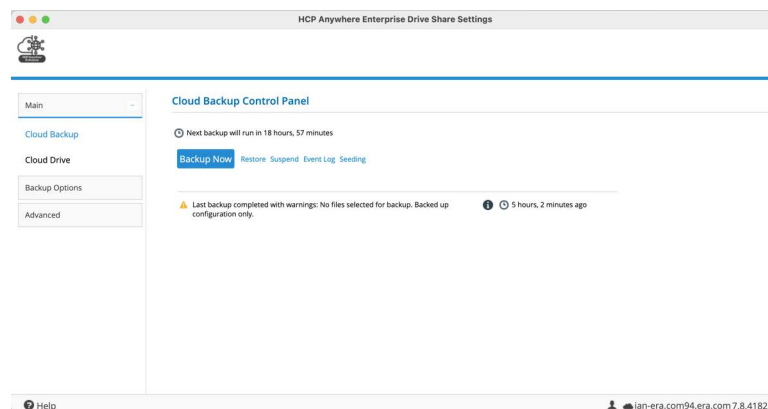 HCP Anywhere Enterprise Drive Share Settings
Main
Cloud Backup
Cloud Drive
Backup Options
Advanced
Cloud Backup Control Panel
Next backup will run in 18 hours, 57 minutes
Backup Now Restore Suspend Event Log Seeding
Last backup completed with warnings: No files selected for backup. Backed up
configuration only.
5 hours, 2 minutes ago
Help
ian-era.com94.era.com 7.8.4182